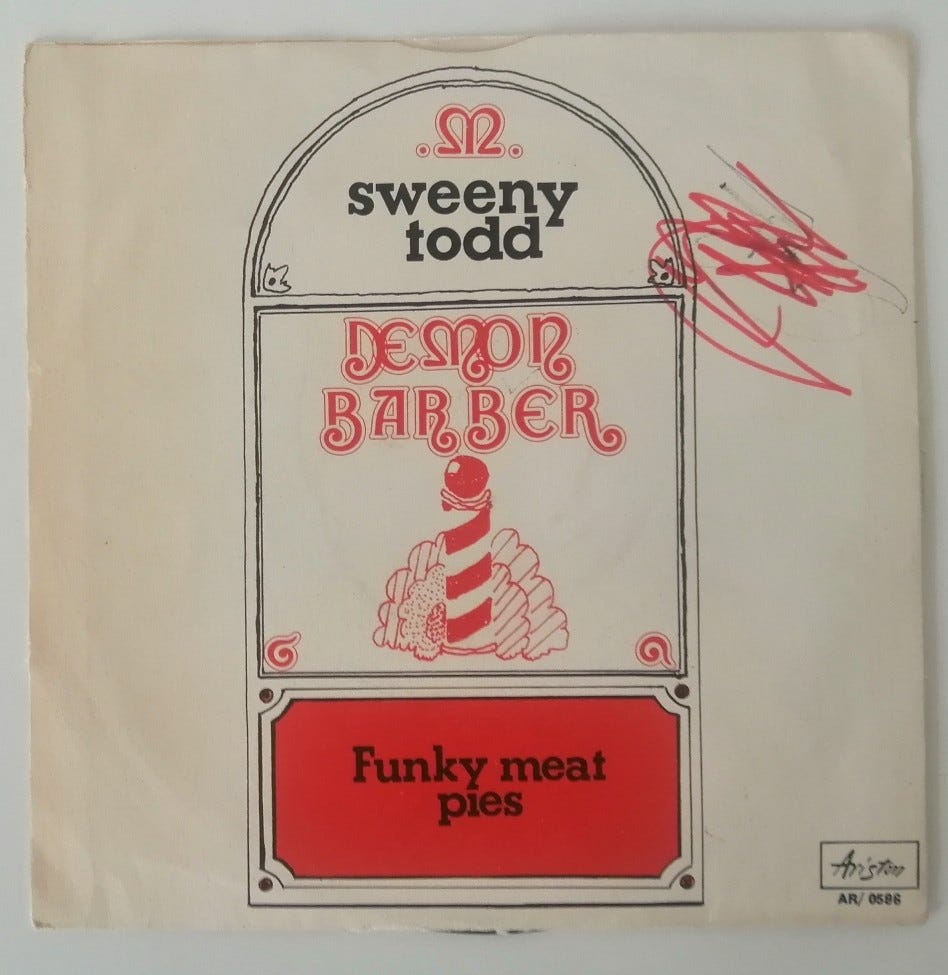 sweeny
todd
DEMON
BARBER
Funky meat
pies
Ariston
AR/ 0586